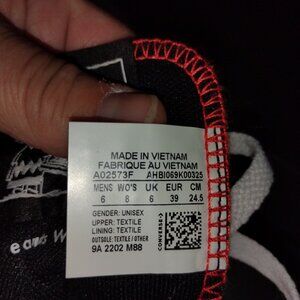 MADE IN VIETNAM
FABRIQUE AU VIETNAM
A02573F AHBI069K00325
MENS WO'S UK EUR CM
6 8 6 39 24.5
GENDER: UNISEX
UPPER: TEXTILE
LINING: TEXTILE
OUTSOLE: TEXTILE / OTHER
9A 2202 M88
CONVERSE